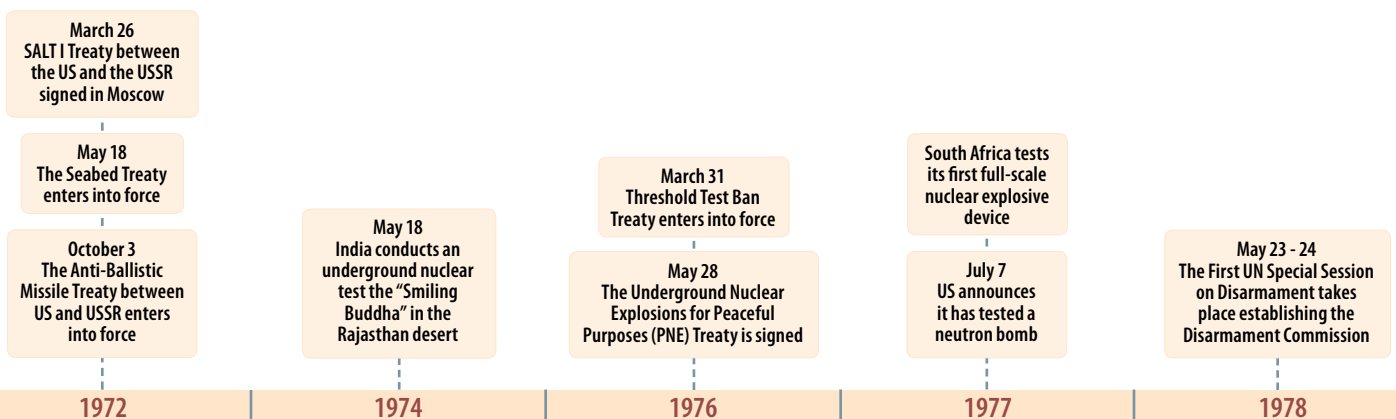 March 26
SALT I Treaty between
the US and the USSR
signed in Moscow
May 18
The Seabed Treaty
enters into force
October 3
The Anti-Ballistic
Missile Treaty between
US and USSR enters
into force
May 18
India conducts an
underground nuclear
test the “Smiling
Buddha” in the
Rajasthan desert
March 31
Threshold Test Ban
Treaty enters into force
May 28
The Underground Nuclear
Explosions for Peaceful
Purposes (PNE) Treaty is signed
South Africa tests
its first full-scale
nuclear explosive
device
July 7
US announces
it has tested a
neutron bomb
May 23 - 24
The First UN Special Session
on Disarmament takes
place establishing the
Disarmament Commission
1972
1974
1976
1977
1978